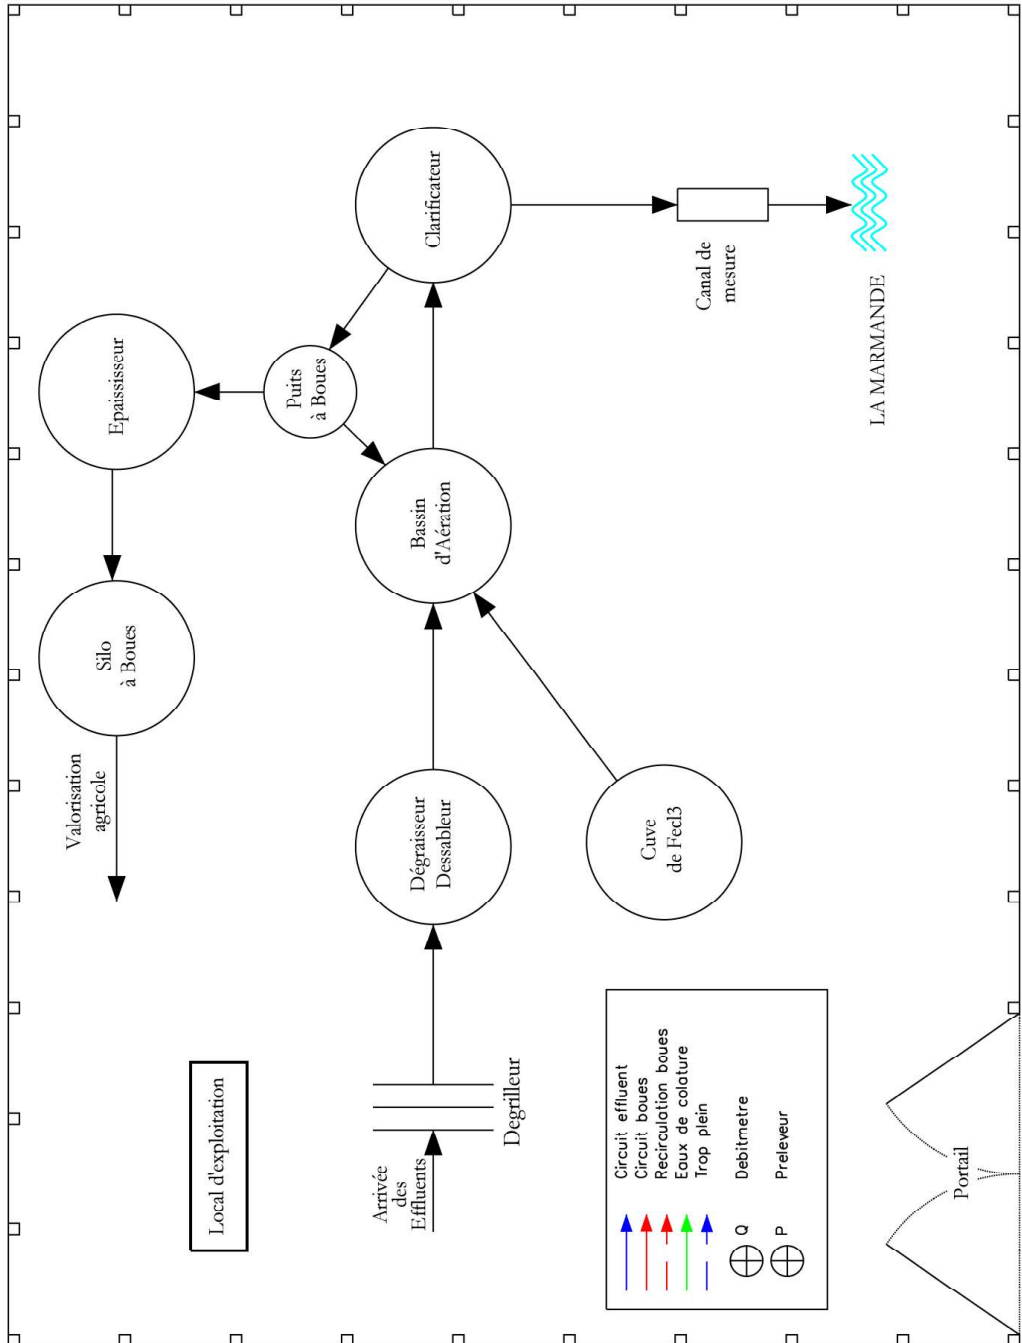 Valorisation
agricole
Silo
à Boues
Epaississeur
Local d'exploitation
Puits
à Boues
Arrivée
des
Effluents
Degrilleur
Dégraisseur
Dessableur
Bassin
d'Aération
Clarificateur
Cuve
de Fecl3
Canal de
mesure
LA MARMANDE
Circuit effluent
Circuit boues
Recirculation boues
Eaux de colature
Trop plein
Q Debitmetre
P Preleveur
Portail